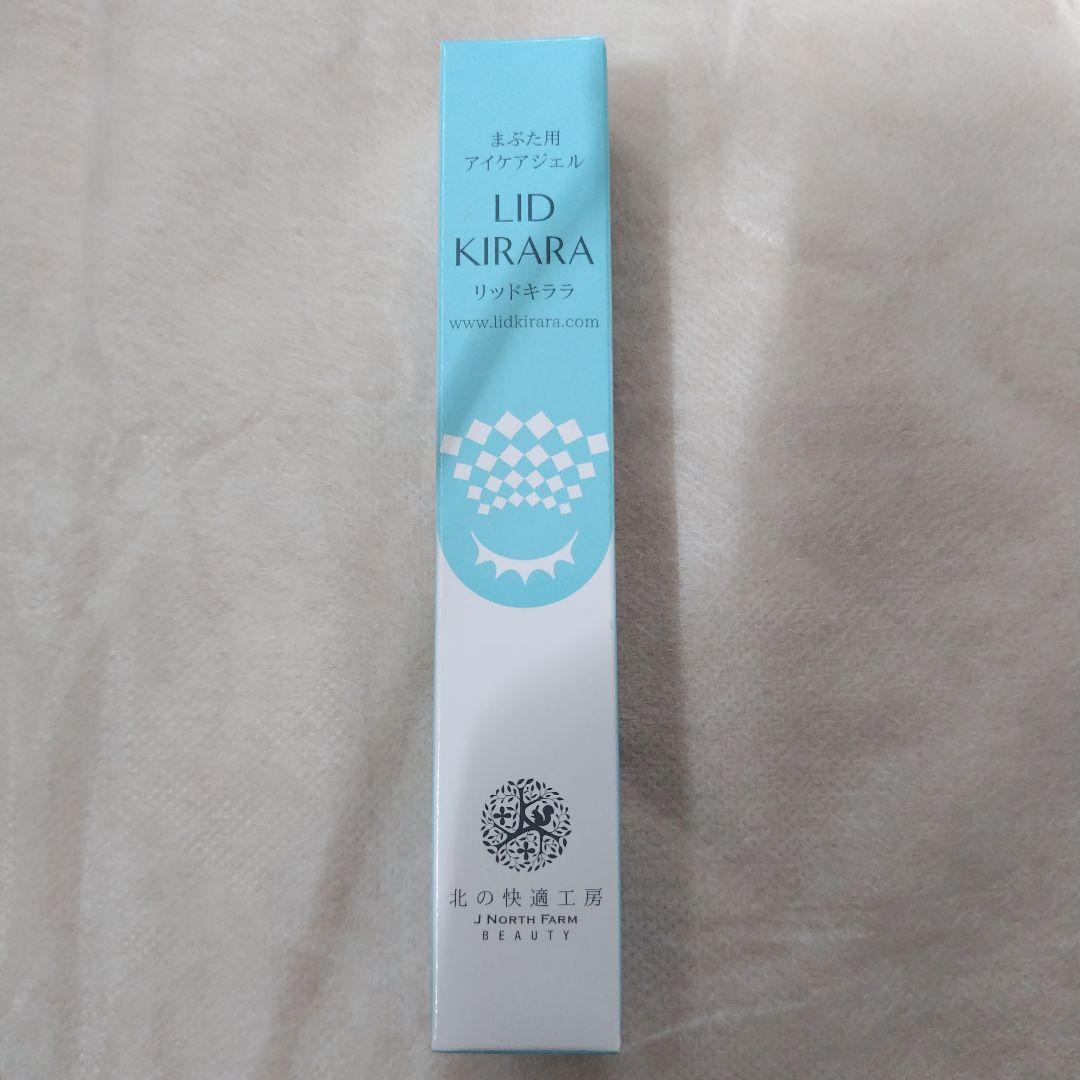 まぶた用
アイケアジェル
LID
KIRARA
リッドキララ
www.lidkirara.com
北の快適工房
J NORTH FARM
BEAUTY